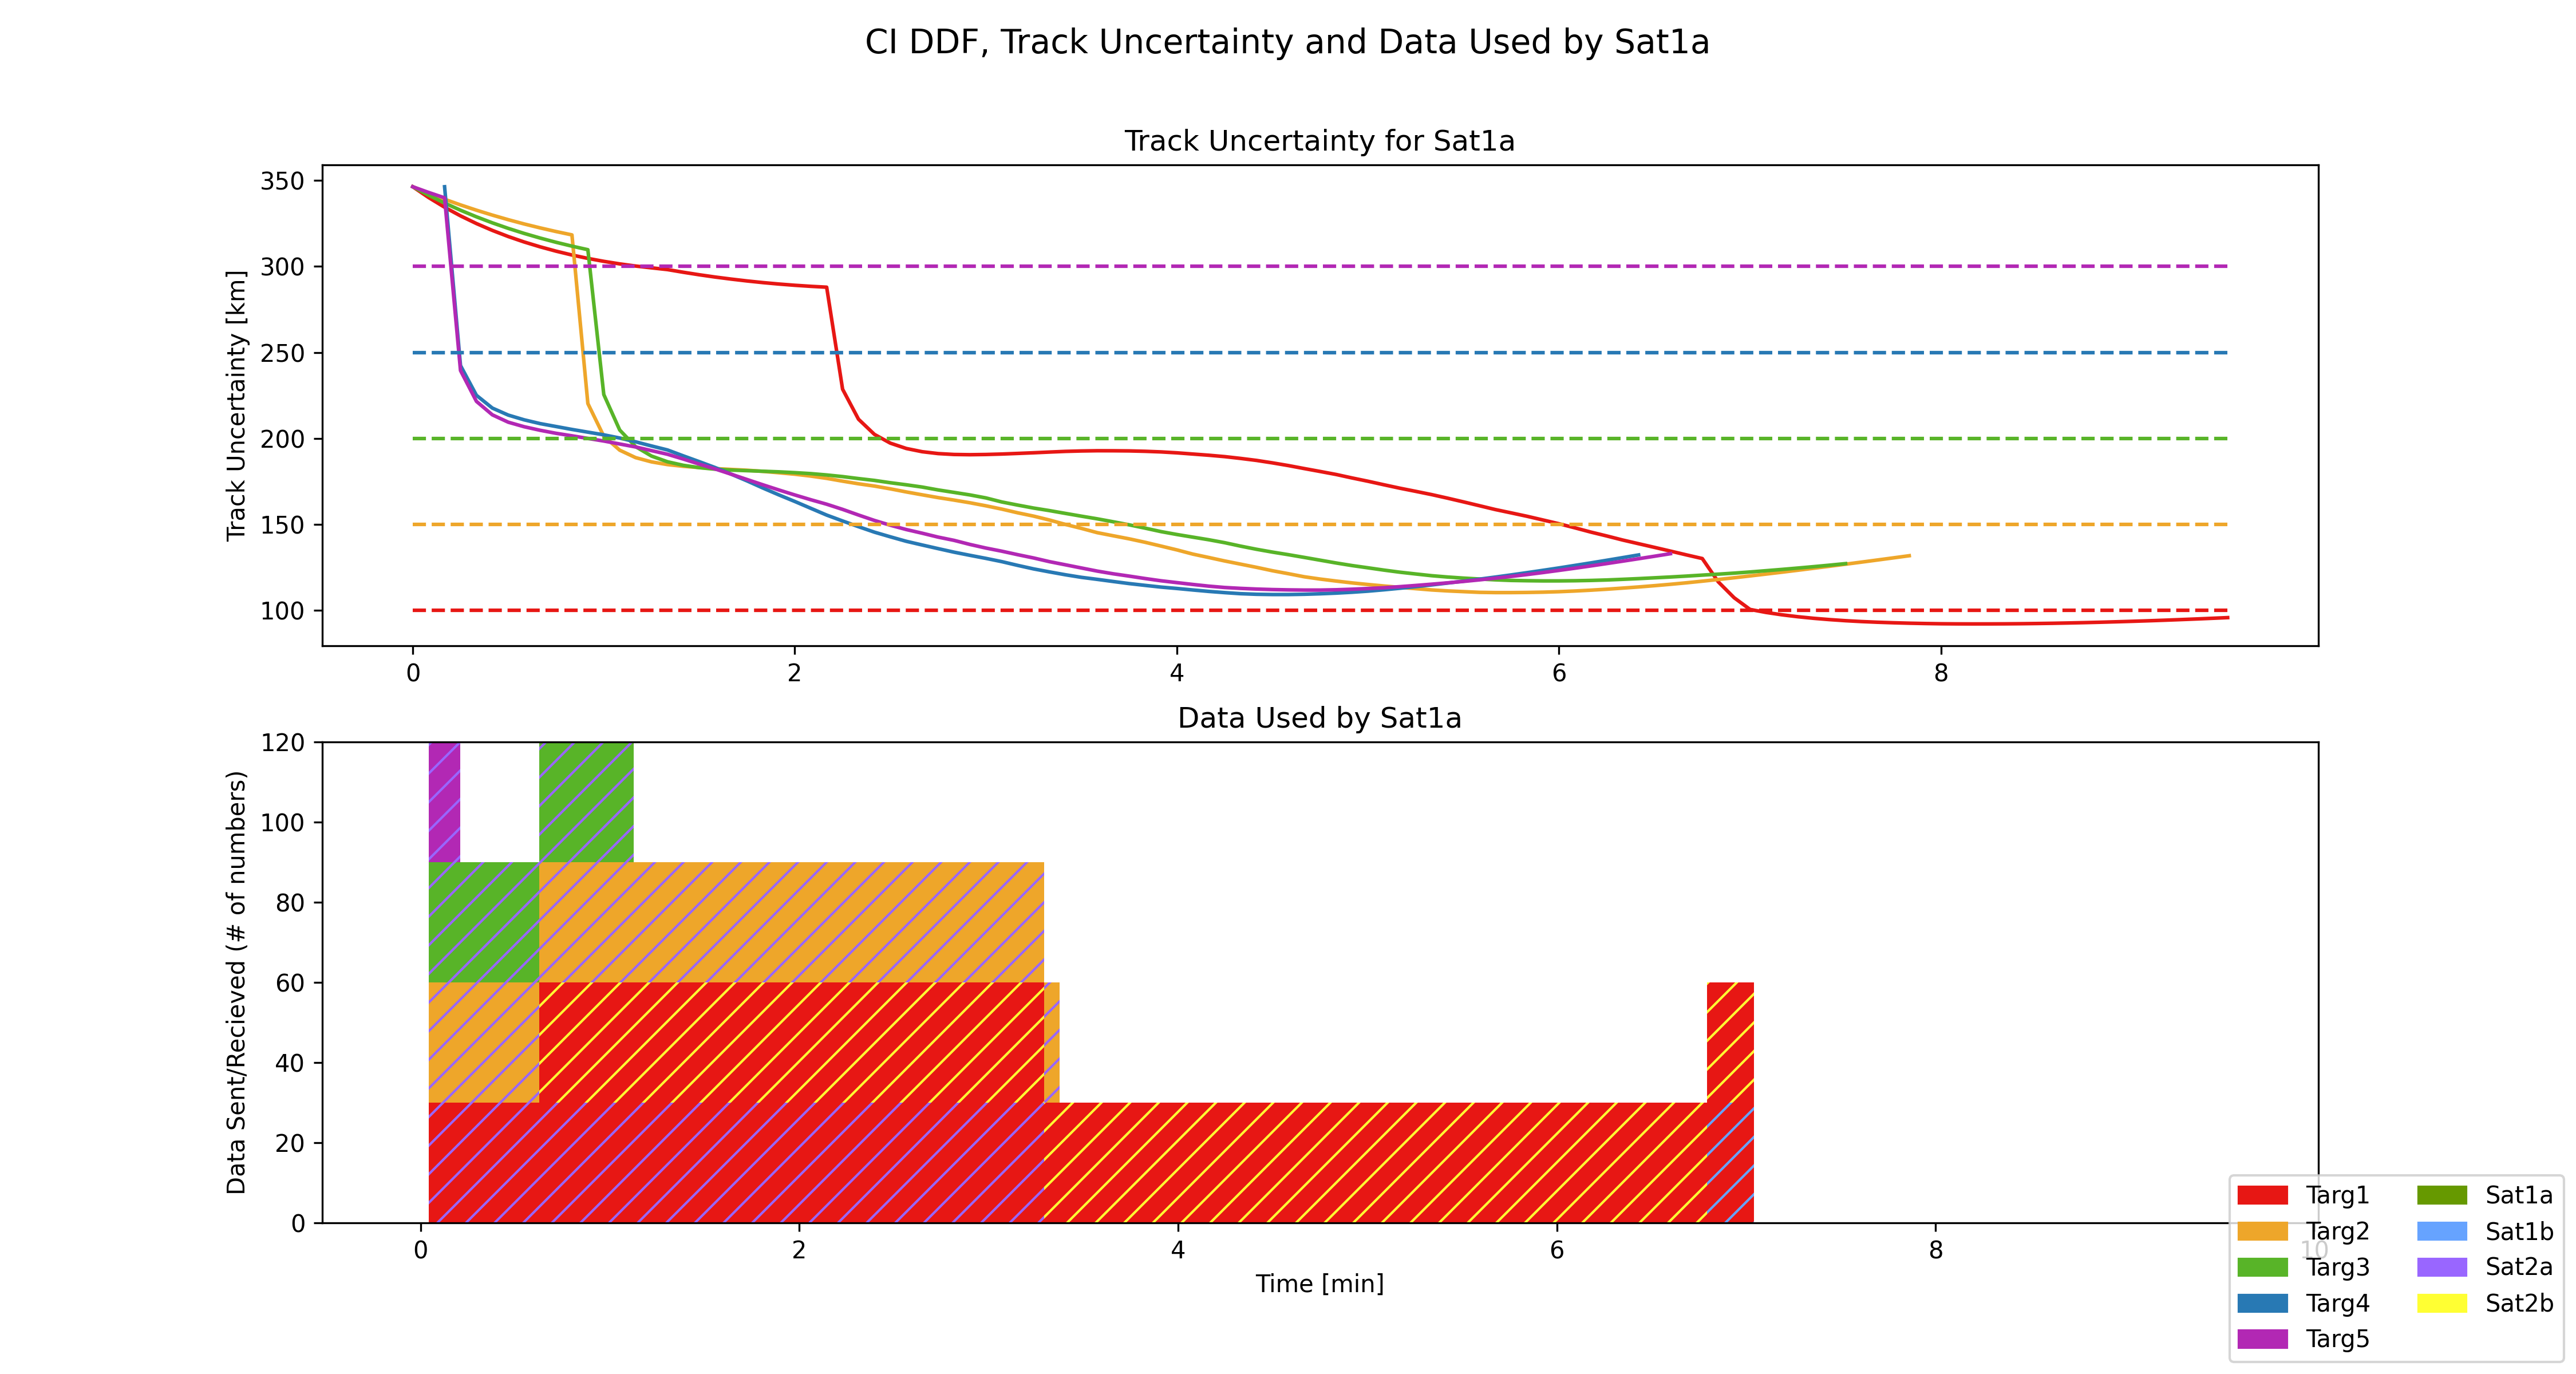 CI DDF, Track Uncertainty and Data Used by Sat1a
Track Uncertainty for Sat1a
Track Uncertainty [km]
350
300
250
200
150
100
0 2 4 6 8
Data Used by Sat1a
Data Sent/Recieved (# of numbers)
120
100
80
60
40
20
0
0 2 4 6 8 10
Time [min]
Targ1 Sat1a
Targ2 Sat1b
Targ3 Sat2a
Targ4 Sat2b
Targ5